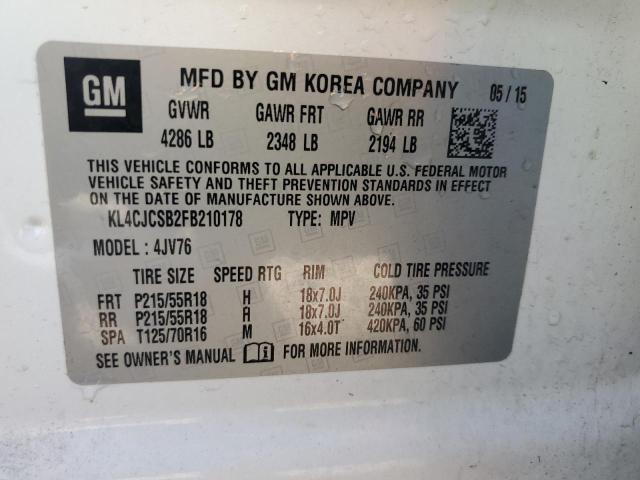 GM
MFD BY GM KOREA COMPANY 05/15
GVWR GAWR FRT GAWR RR
4286 LB 2348 LB 2194 LB
THIS VEHICLE CONFORMS TO ALL APPLICABLE U.S. FEDERAL MOTOR
VEHICLE SAFETY AND THEFT PREVENTION STANDARDS IN EFFECT
ON THE DATE OF MANUFACTURE SHOWN ABOVE.
KL4CJCSB2FB210178 TYPE: MPV
MODEL : 4JV76
TIRE SIZE SPEED RTG RIM COLD TIRE PRESSURE
FRT P215/55R18 H 18x7.0J 240KPA, 35 PSI
RR P215/55R18 H 18x7.0J 240KPA, 35 PSI
SPA T125/70R16 M 16x4.0T 420KPA, 60 PSI
SEE OWNER'S MANUAL FOR MORE INFORMATION.